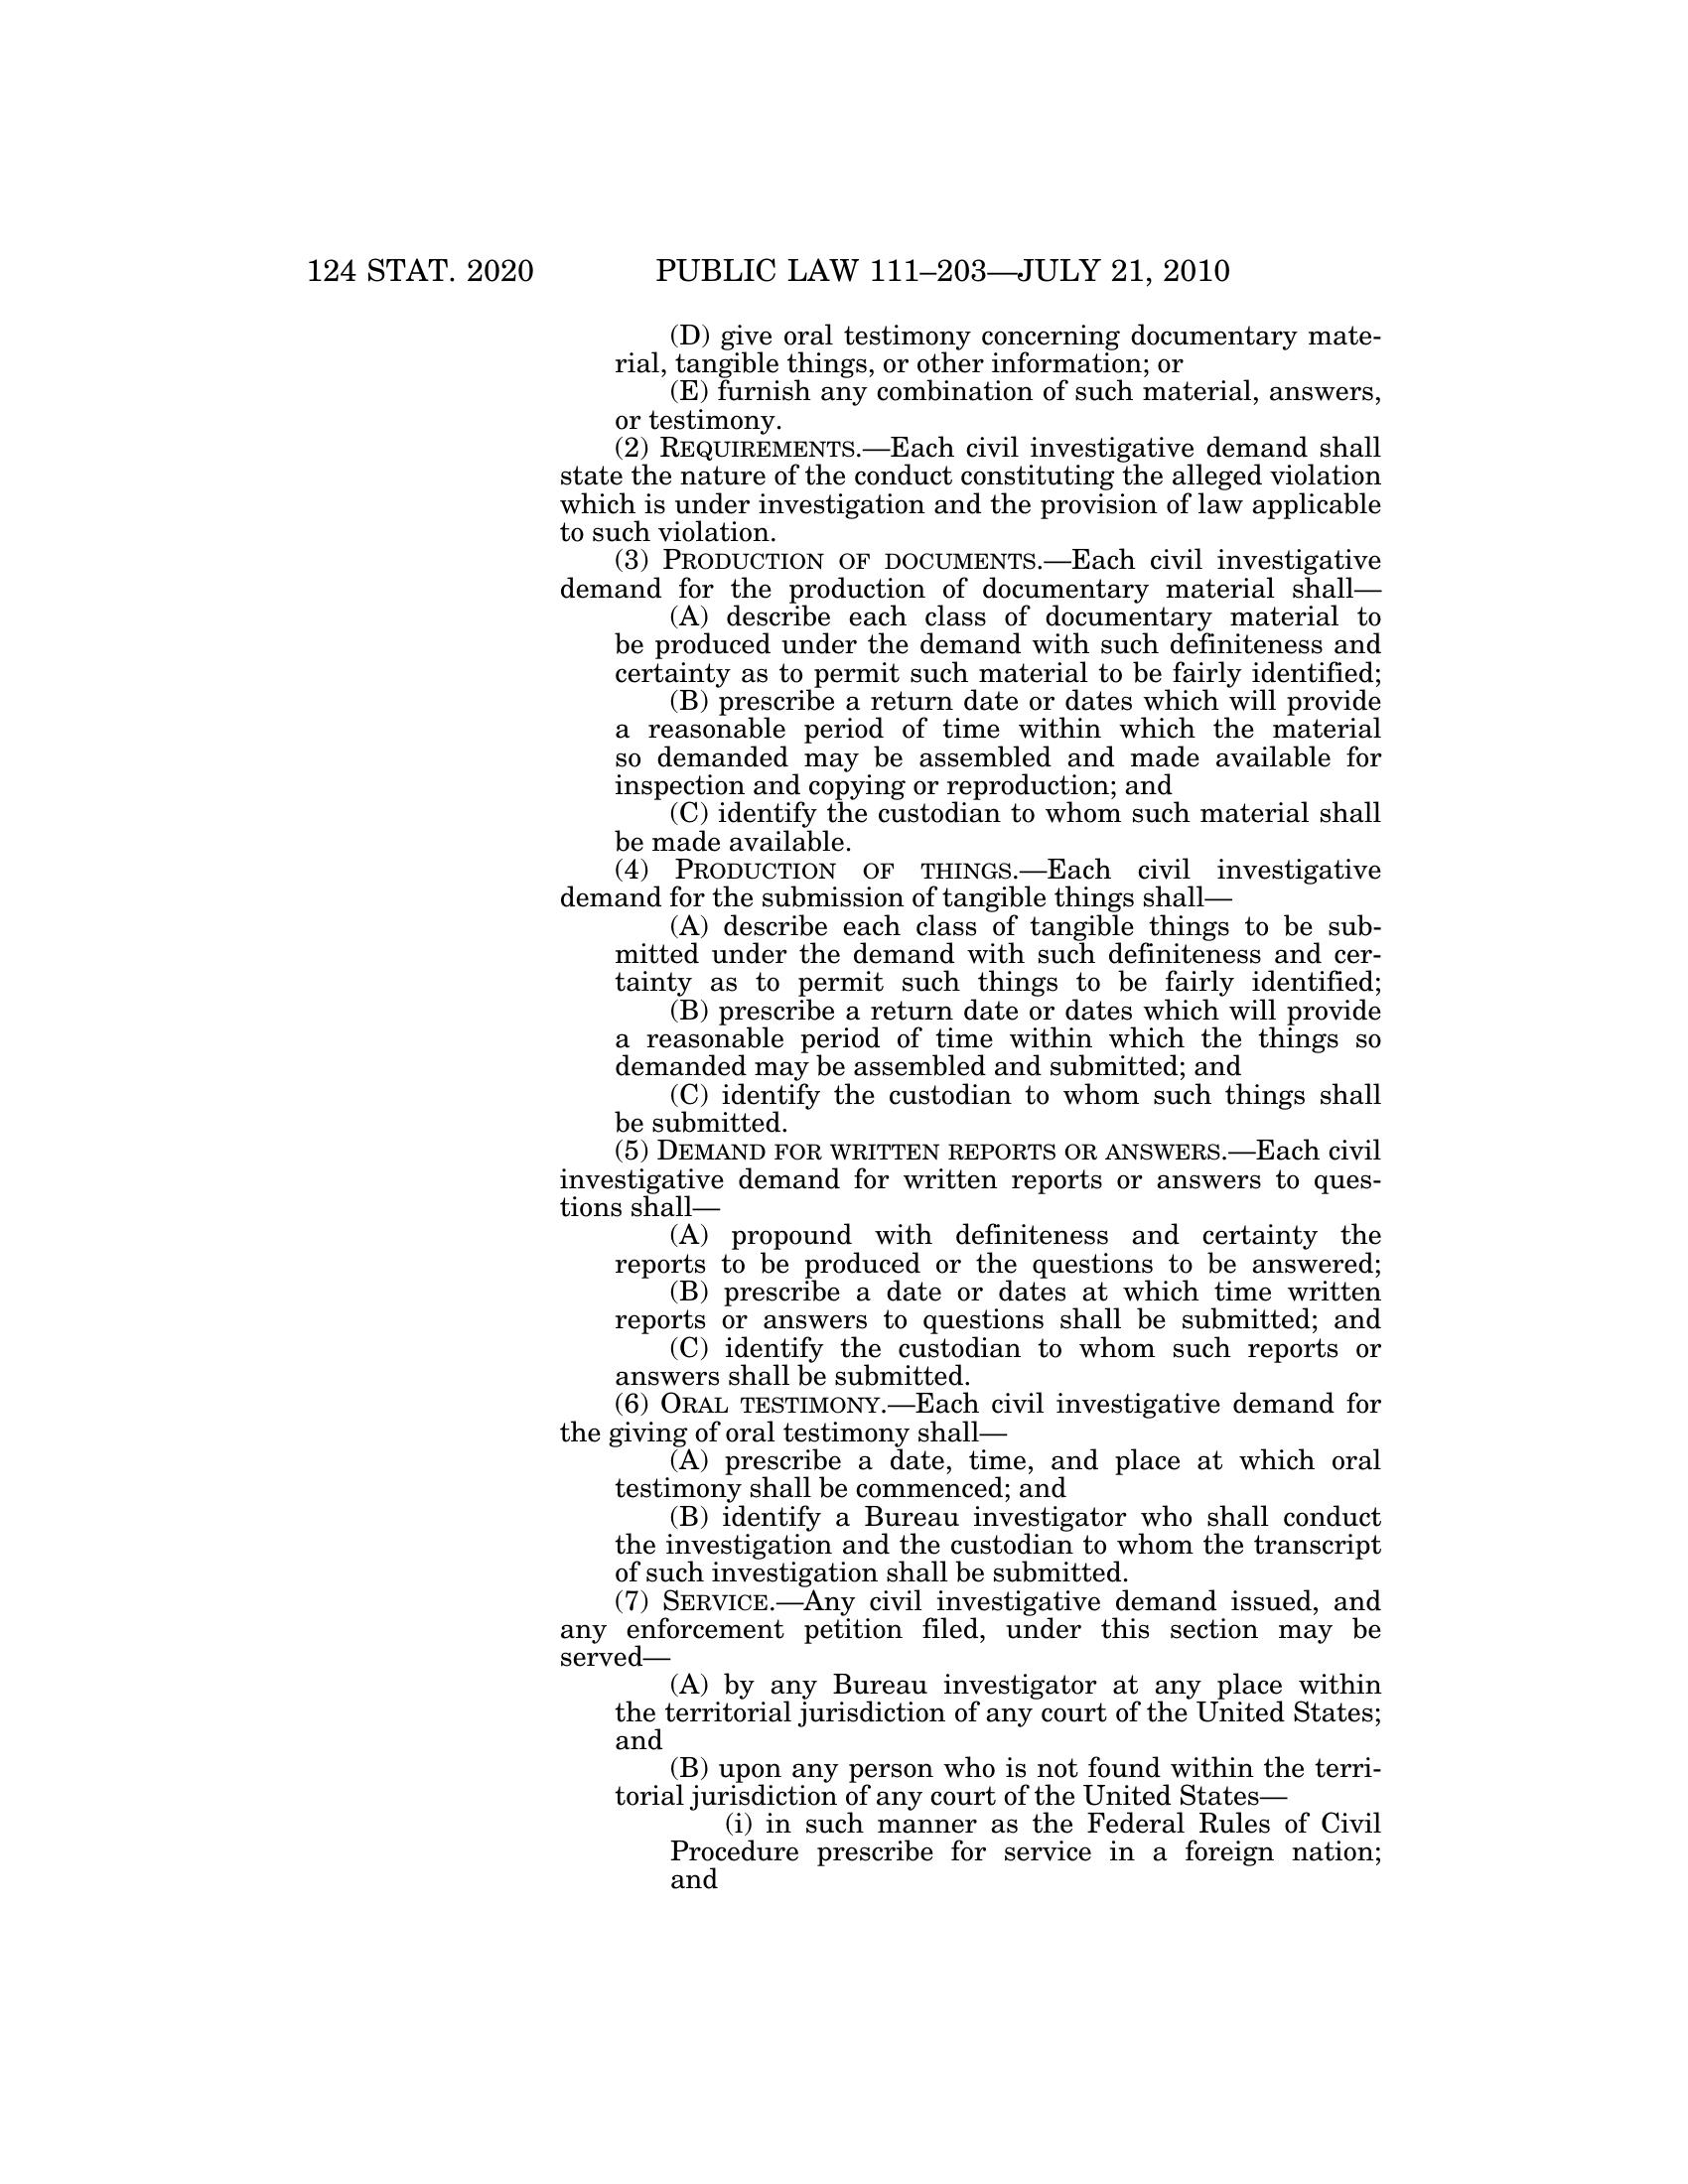 124 STAT. 2020 PUBLIC LAW 111–203—JULY 21, 2010
(D) give oral testimony concerning documentary mate-
rial, tangible things, or other information; or
(E) furnish any combination of such material, answers,
or testimony.
(2) REQUIREMENTS.—Each civil investigative demand shall
state the nature of the conduct constituting the alleged violation
which is under investigation and the provision of law applicable
to such violation.
(3) PRODUCTION OF DOCUMENTS.—Each civil investigative
demand for the production of documentary material shall—
(A) describe each class of documentary material to
be produced under the demand with such definiteness and
certainty as to permit such material to be fairly identified;
(B) prescribe a return date or dates which will provide
a reasonable period of time within which the material
so demanded may be assembled and made available for
inspection and copying or reproduction; and
(C) identify the custodian to whom such material shall
be made available.
(4) PRODUCTION OF THINGS.—Each civil investigative
demand for the submission of tangible things shall—
(A) describe each class of tangible things to be sub-
mitted under the demand with such definiteness and cer-
tainty as to permit such things to be fairly identified;
(B) prescribe a return date or dates which will provide
a reasonable period of time within which the things so
demanded may be assembled and submitted; and
(C) identify the custodian to whom such things shall
be submitted.
(5) DEMAND FOR WRITTEN REPORTS OR ANSWERS.—Each civil
investigative demand for written reports or answers to ques-
tions shall—
(A) propound with definiteness and certainty the
reports to be produced or the questions to be answered;
(B) prescribe a date or dates at which time written
reports or answers to questions shall be submitted; and
(C) identify the custodian to whom such reports or
answers shall be submitted.
(6) ORAL TESTIMONY.—Each civil investigative demand for
the giving of oral testimony shall—
(A) prescribe a date, time, and place at which oral
testimony shall be commenced; and
(B) identify a Bureau investigator who shall conduct
the investigation and the custodian to whom the transcript
of such investigation shall be submitted.
(7) SERVICE.—Any civil investigative demand issued, and
any enforcement petition filed, under this section may be
served—
(A) by any Bureau investigator at any place within
the territorial jurisdiction of any court of the United States;
and
(B) upon any person who is not found within the terri-
torial jurisdiction of any court of the United States—
(i) in such manner as the Federal Rules of Civil
Procedure prescribe for service in a foreign nation;
and